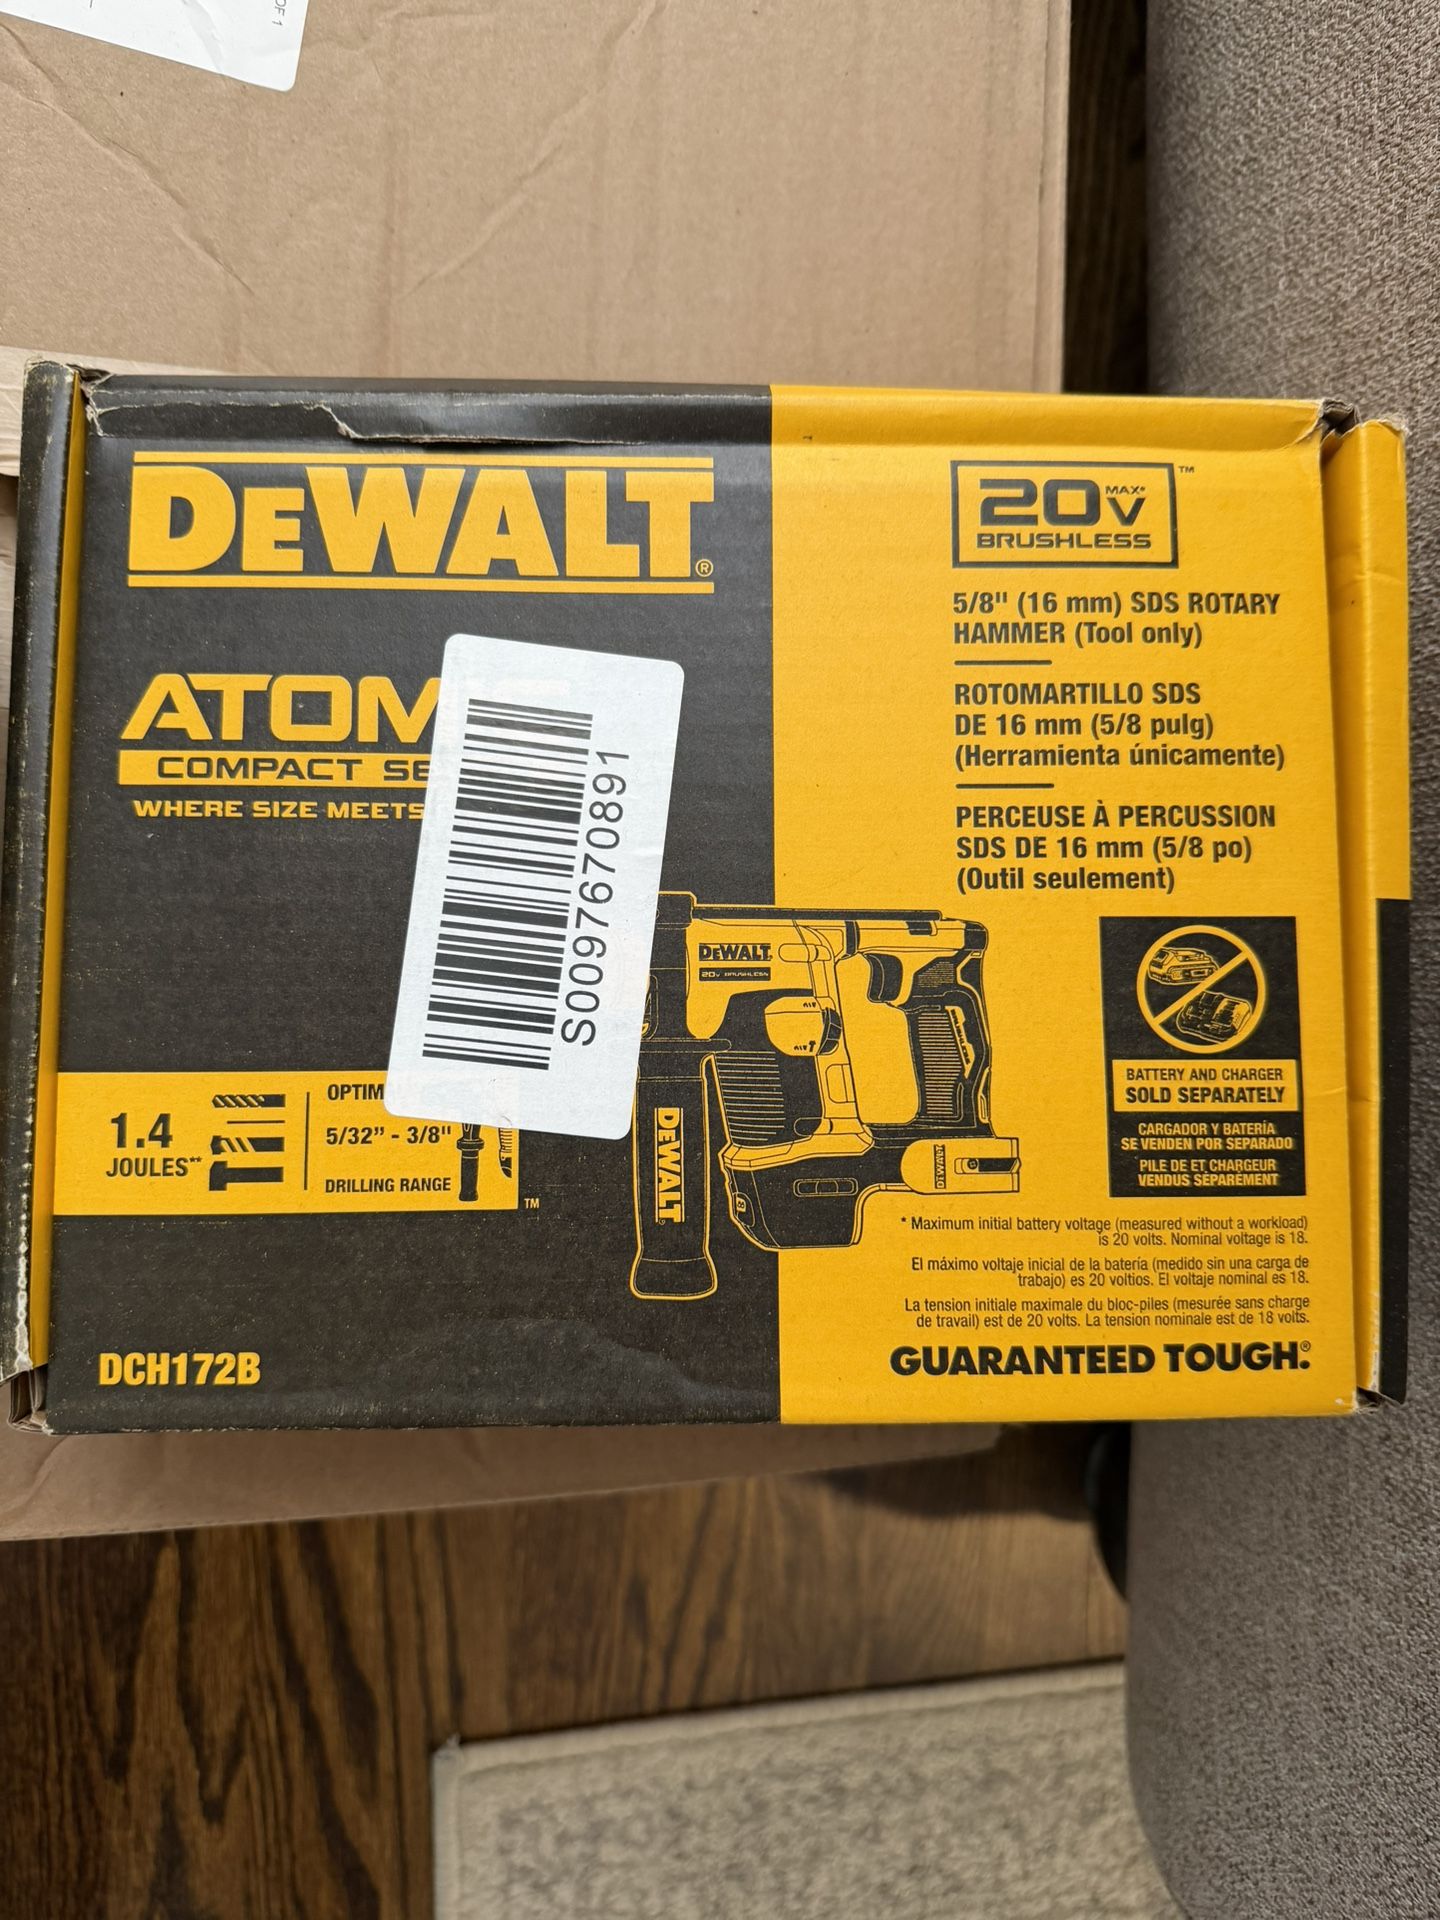 OF 1
DEWALT®
ATOM
COMPACT SE
WHERE SIZE MEETS
S009767670891
20V MAX* ™
BRUSHLESS
5/8" (16 mm) SDS ROTARY
HAMMER (Tool only)
ROTOMARTILLO SDS
DE 16 mm (5/8 pulg)
(Herramienta únicamente)
PERCEUSE À PERCUSSION
SDS DE 16 mm (5/8 po)
(Outil seulement)
DEWALT
20V BRUSHLESS
DEWALT
DEWALT
1.4
JOULES**
OPTIM
5/32” - 3/8"
DRILLING RANGE
™
BATTERY AND CHARGER
SOLD SEPARATELY
CARGADOR Y BATERÍA
SE VENDEN POR SEPARADO
PILE DE ET CHARGEUR
VENDUS SÉPARÉMENT
* Maximum initial battery voltage (measured without a workload)
is 20 volts. Nominal voltage is 18.
El máximo voltaje inicial de la batería (medido sin una carga de
trabajo) es 20 voltios. El voltaje nominal es 18.
La tension initiale maximale du bloc-piles (mesurée sans charge
de travail) est de 20 volts. La tension nominale est de 18 volts.
DCH172B
GUARANTEED TOUGH.®